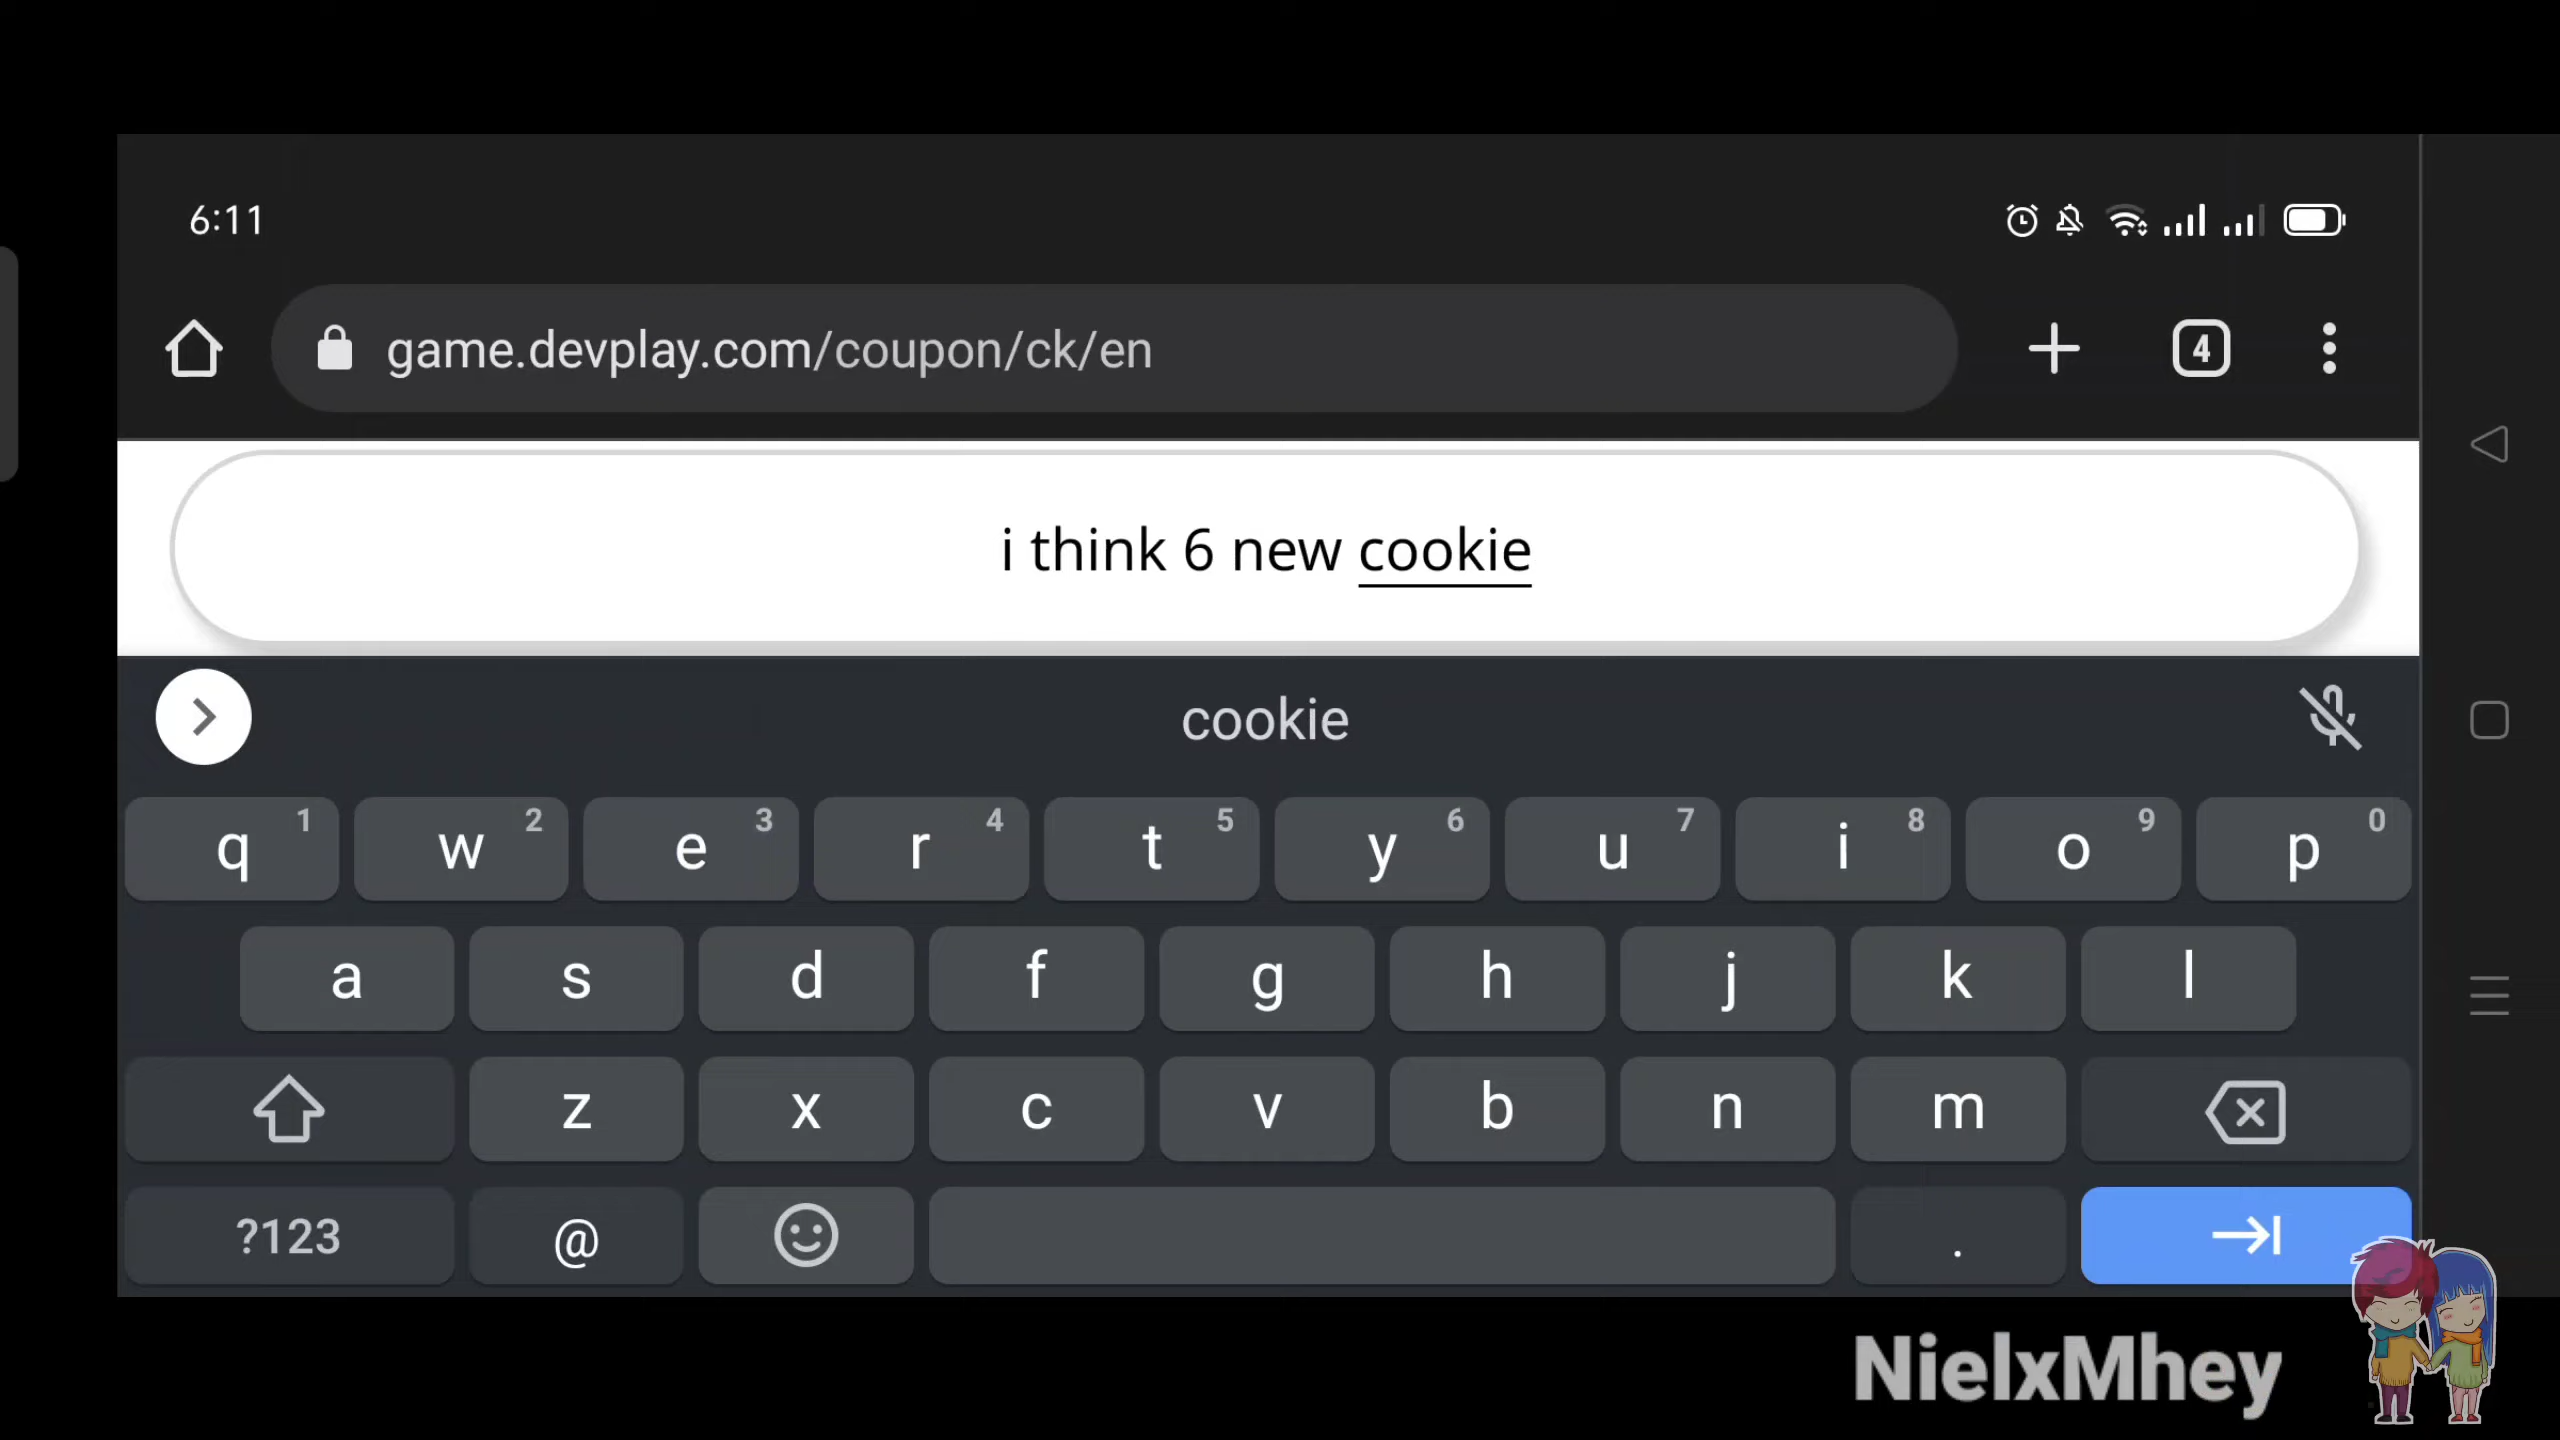 6:11
game.devplay.com/coupon/ck/en
4
i think 6 new cookie
cookie
q 1 w 2 e 3 r 4 t 5 y 6 u 7 i 8 o 9 p 0
a s d f g h j k l
z x c v b n m
?123 @ .
NielxMhey